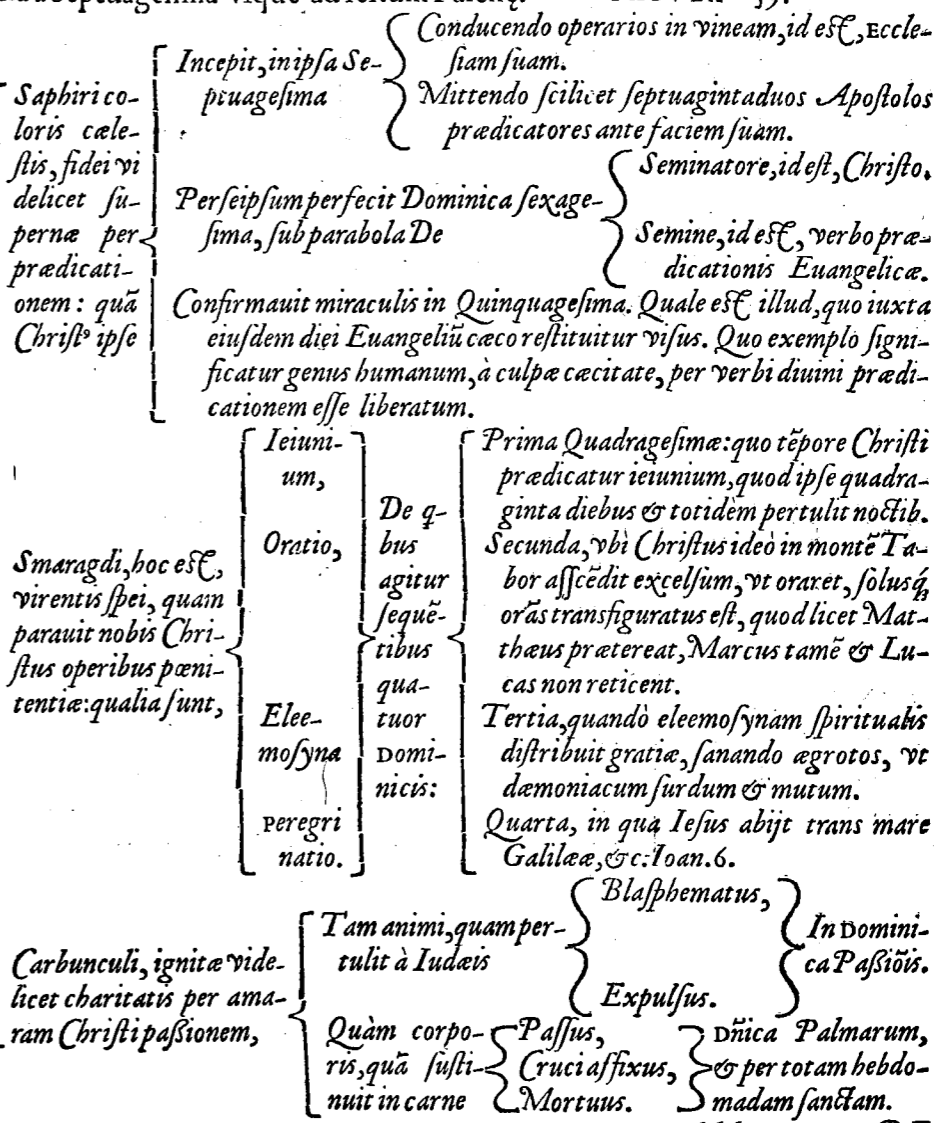 Saphiri co-
loris cæle-
stis, fidei vi
delicet su-
pernæ per
prædicati-
onem: quã
Christꝰ ipse
Incepit, in ipsa Se-
ptuagesima
Conducendo operarios in vineam, id est, Eccle-
siam suam.
Mittendo scilicet septuagintaduos Apostolos
prædicatores ante faciem suam.
Per seipsum perfecit Dominica sexage-
sima, sub parabola De
Seminatore, id est, Christo.
Semine, id est, verbo præ-
dicationis Euangelicæ.
Confirmauit miraculis in Quinquagesima. Quale est illud, quo iuxta
eiusdem diei Euangeliũ cæco restituitur visus. Quo exemplo signi-
ficatur genus humanum, à culpæ cæcitate, per verbi diuini prædi-
cationem esse liberatum.
Smaragdi, hoc est,
virentis spei, quam
parauit nobis Chri-
stus operibus pœni-
tentiæ: qualia sunt,
Ieiuni-
um,
Oratio,
Elee-
mosyna
peregri
natio.
De q-
bus
agitur
sequẽ-
tibus
qua-
tuor
Domi-
nicis:
Prima Quadragesimæ: quo tẽpore Christi
prædicatur ieiunium, quod ipse quadra-
ginta diebus & totidèm pertulit noctib.
Secunda, vbi Christus ideò in montẽ Ta-
bor asscẽdit excelsum, vt oraret, solusq́;
orãs transfiguratus est, quod licet Mat-
thæus prætereat, Marcus tamẽ & Lu-
cas non reticent.
Tertia, quandò eleemosynam spiritualis
distribuit gratiæ, sanando ægrotos, vt
dæmoniacum surdum & mutum.
Quarta, in qua Iesus abijt trans mare
Galilææ, &c. Ioan. 6.
Carbunculi, ignitæ vide-
licet charitatis per ama-
ram Christi passionem,
Tam animi, quam per-
tulit à Iudæis
Blasphematus,
Expulsus.
In Domini-
ca Passiõis.
Quàm corpo-
ris, quã susti-
nuit in carne
Passus,
Cruci affixus,
Mortuus.
Dñica Palmarum,
& per totam hebdo-
madam sanctam.